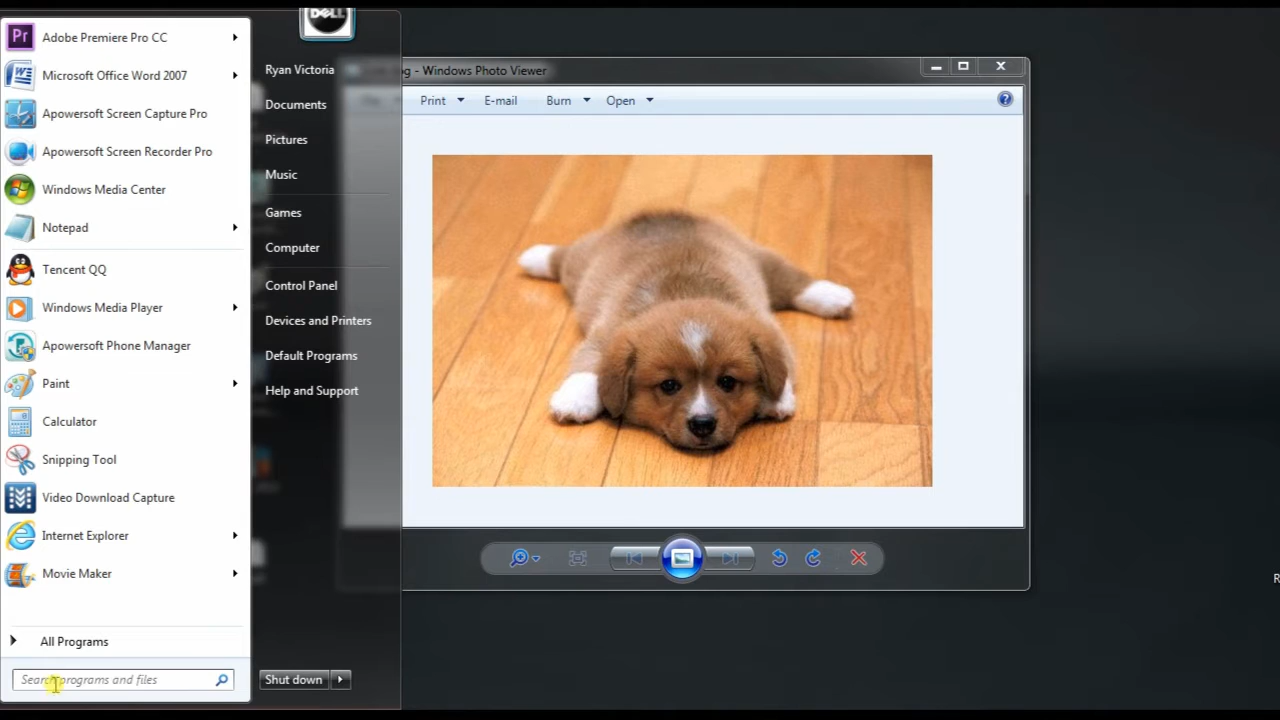 Pr
Adobe Premiere Pro CC
Microsoft Office Word 2007
Apowersoft Screen Capture Pro
Apowersoft Screen Recorder Pro
Windows Media Center
Notepad
Tencent QQ
Windows Media Player
Apowersoft Phone Manager
Paint
Calculator
Snipping Tool
Video Download Capture
Internet Explorer
Movie Maker
All Programs
Search programs and files
DELL
Ryan Victoria
Documents
Pictures
Music
Games
Computer
Control Panel
Devices and Printers
Default Programs
Help and Support
Shut down
- Windows Photo Viewer
Print
E-mail
Burn
Open
R